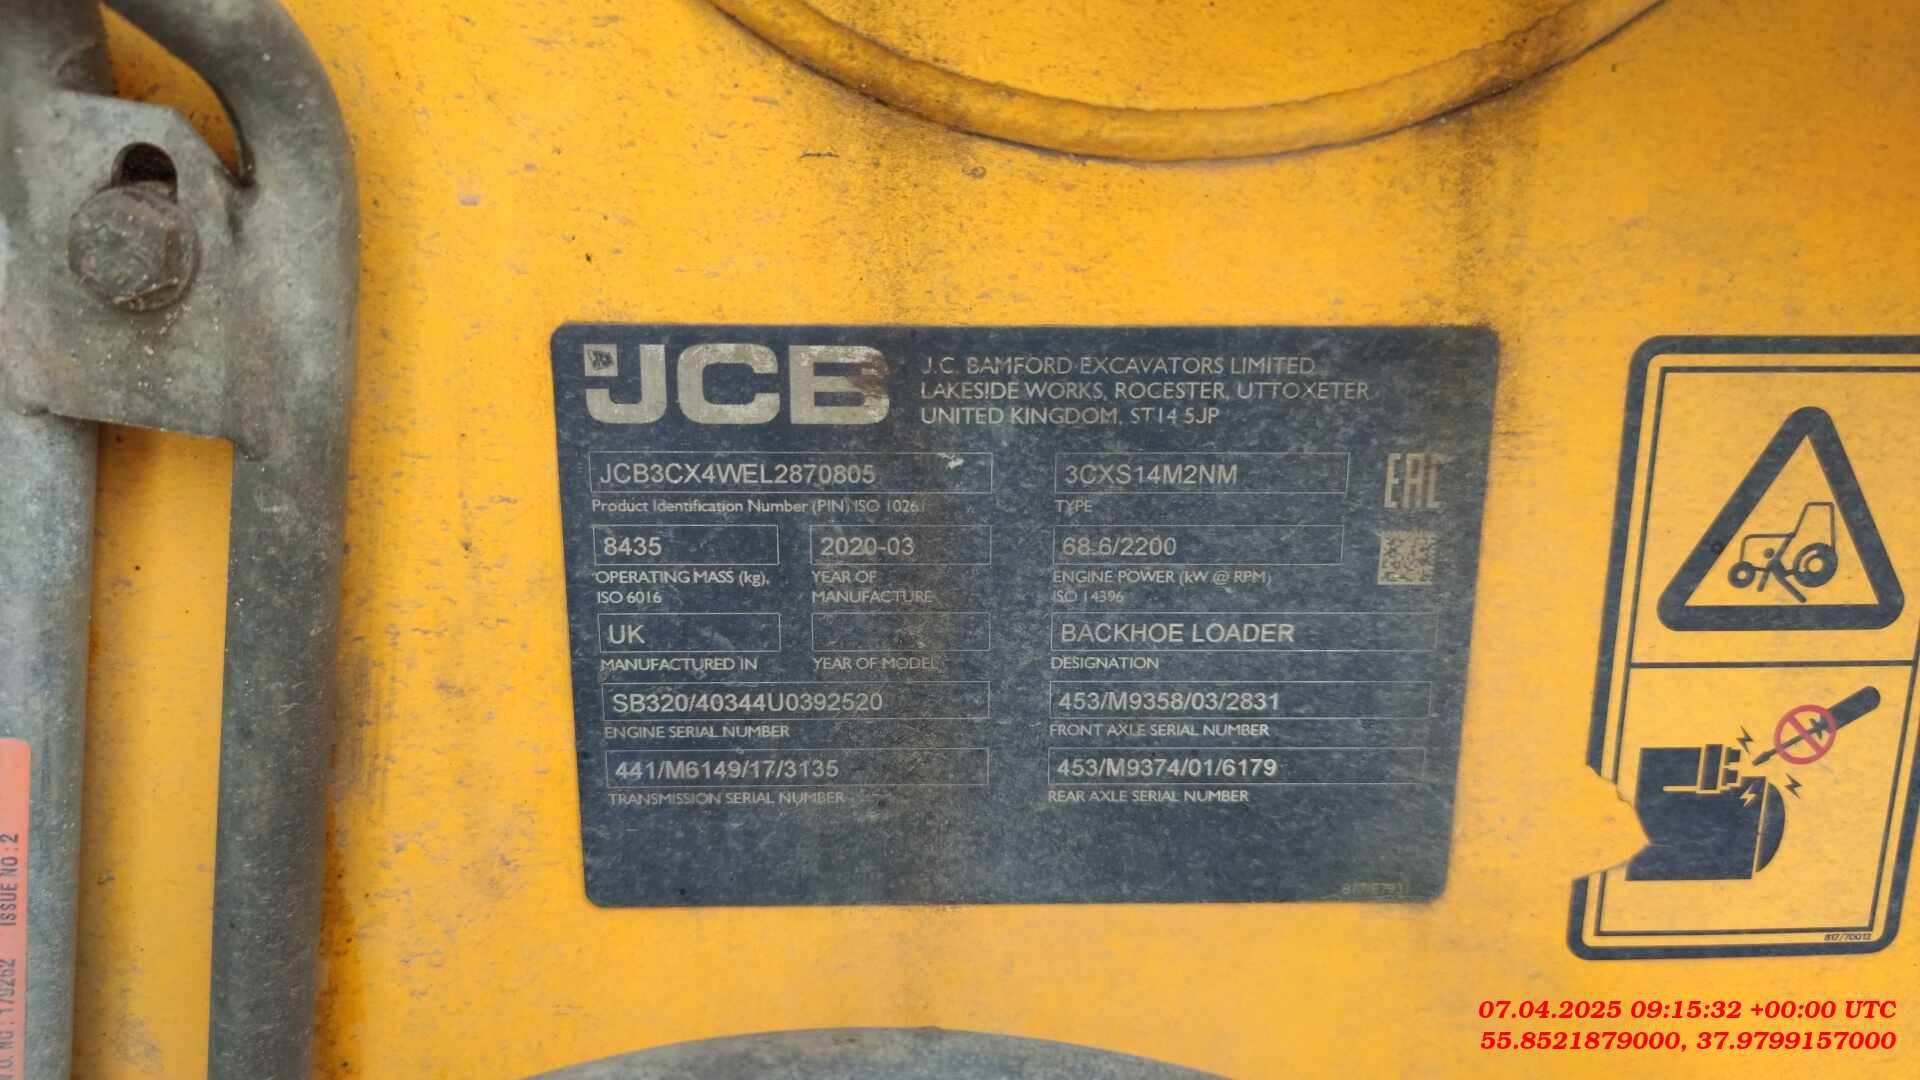 JCB
J.C. BAMFORD EXCAVATORS LIMITED
LAKESIDE WORKS, ROCESTER, UTTOXETER
UNITED KINGDOM, ST14 5JP
JCB3CX4WEL2870805
Product Identification Number (PIN) ISO 10261
3CXS14M2NM
TYPE
EAC
8435
OPERATING MASS (kg),
ISO 6016
2020-03
YEAR OF
MANUFACTURE
68.6/2200
ENGINE POWER (kW @ RPM)
ISO 14396
UK
MANUFACTURED IN
YEAR OF MODEL
BACKHOE LOADER
DESIGNATION
SB320/40344U0392520
ENGINE SERIAL NUMBER
453/M9358/03/2831
FRONT AXLE SERIAL NUMBER
441/M6149/17/3135
TRANSMISSION SERIAL NUMBER
453/M9374/01/6179
REAR AXLE SERIAL NUMBER
817/70012
ISSUE NO: 2
07.04.2025 09:15:32 +00:00 UTC
55.8521879000, 37.9799157000